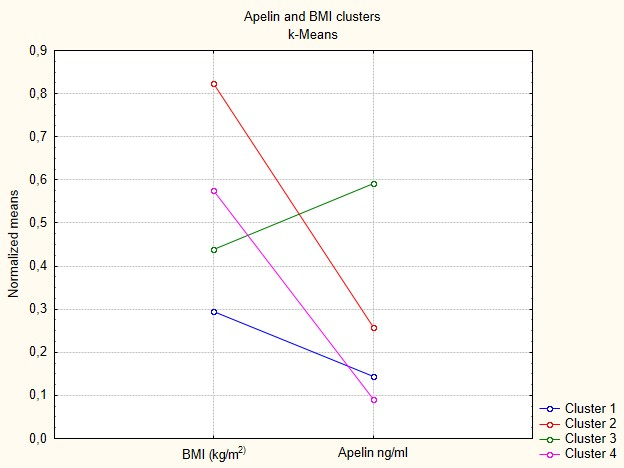 Apelin and BMI clusters
k-Means
0,9
0,8
0,7
0,6
0,5
0,4
0,3
0,2
0,1
0,0
Normalized means
BMI (kg/m²)
Apelin ng/ml
Cluster 1
Cluster 2
Cluster 3
Cluster 4